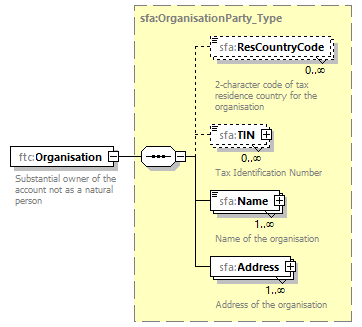 sfa:OrganisationParty_Type
sfa:ResCountryCode
0..∞
2-character code of tax
residence country for the
organisation
ftc:Organisation
Substantial owner of the
account not as a natural
person
sfa:TIN
0..∞
Tax Identification Number
sfa:Name
1..∞
Name of the organisation
sfa:Address
1..∞
Address of the organisation